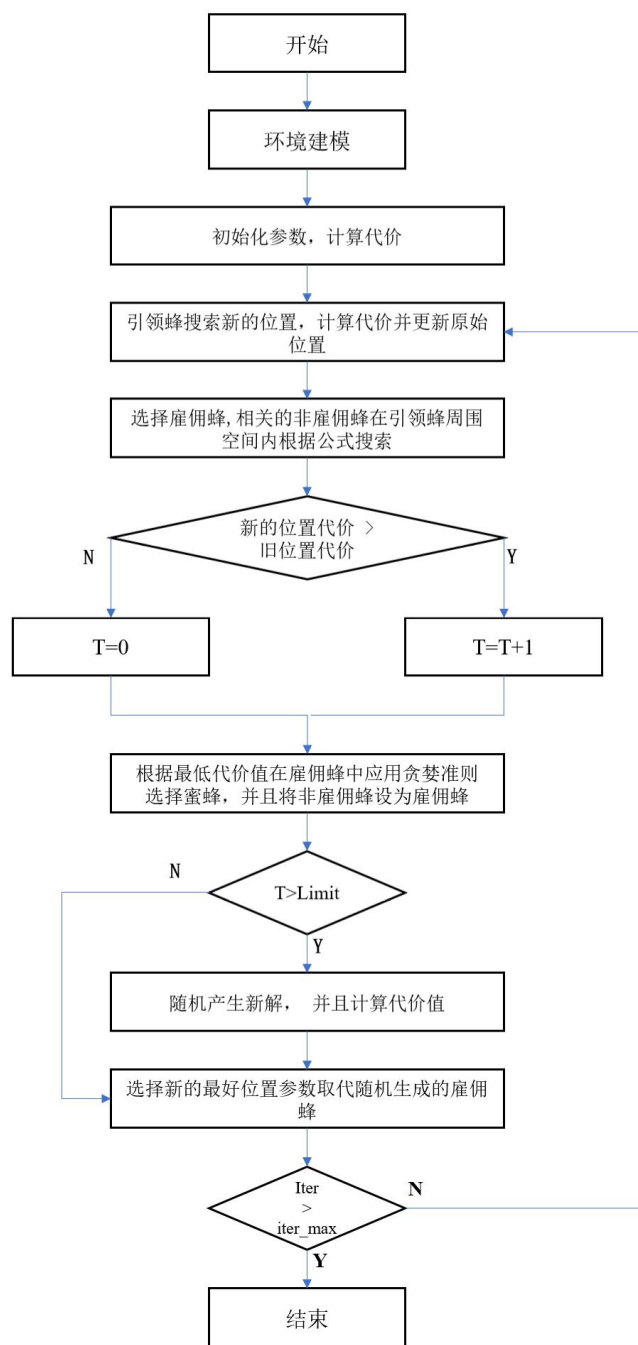 开始
环境建模
初始化参数，计算代价
引领蜂搜索新的位置，计算代价并更新原始
位置
选择雇佣蜂,相关的非雇佣蜂在引领蜂周围
空间内根据公式搜索
新的位置代价 >
旧位置代价
N
Y
T=0
T=T+1
根据最低代价值在雇佣蜂中应用贪婪准则
选择蜜蜂，并且将非雇佣蜂设为雇佣蜂
N
T>Limit
Y
随机产生新解， 并且计算代价值
选择新的最好位置参数取代随机生成的雇佣
蜂
Iter
>
iter_max
N
Y
结束